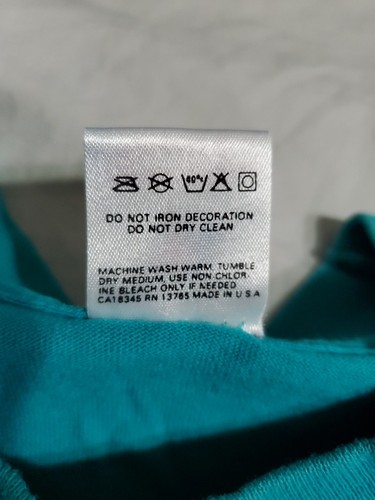 60°c
DO NOT IRON DECORATION
DO NOT DRY CLEAN
MACHINE WASH WARM, TUMBLE
DRY MEDIUM, USE NON CHLOR-
INE BLEACH ONLY IF NEEDED
CA18345 RN 13765 MADE IN U S A